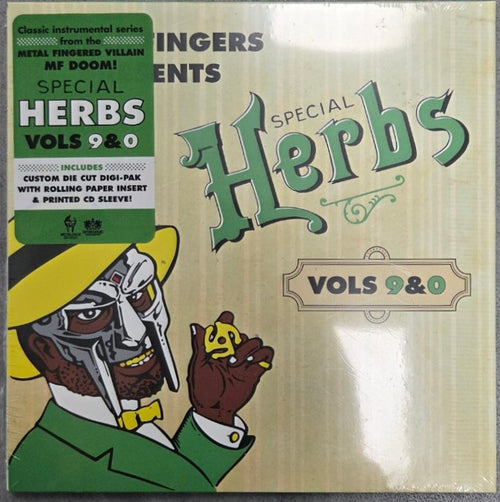 Classic instrumental series
from the
METAL FINGERED VILLAIN
MF DOOM!
SPECIAL
HERBS
VOLS 9&0
INCLUDES
CUSTOM DIE CUT DIGI-PAK
WITH ROLLING PAPER INSERT
& PRINTED CD SLEEVE!
FINGERS
ENTS
SPECIAL
Herbs
VOLS 9&0